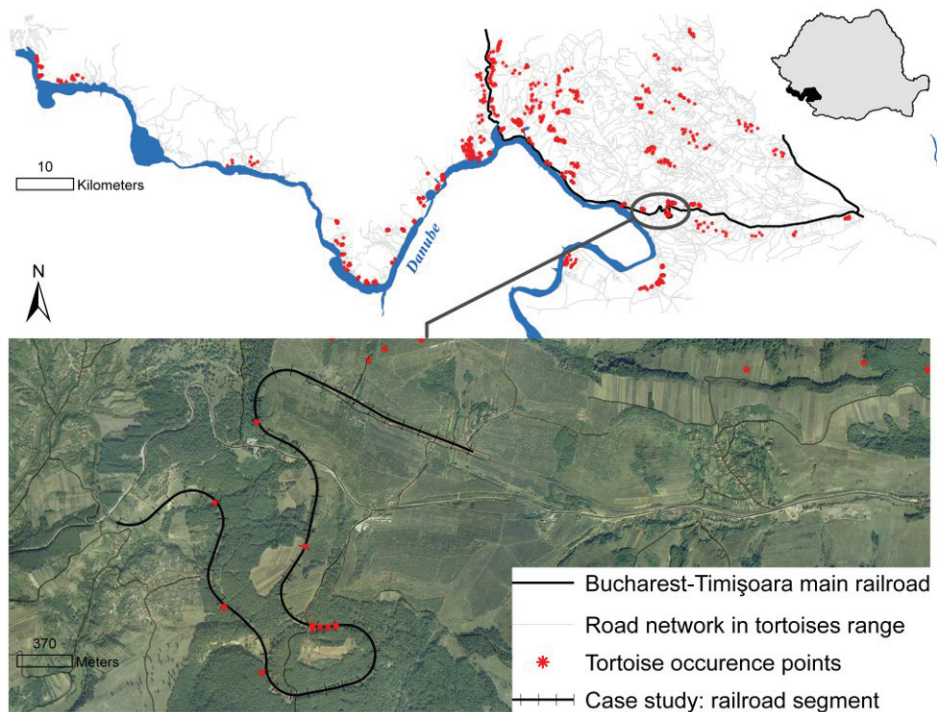 10
Kilometers
Danube
N
370
Meters
Bucharest-Timişoara main railroad
Road network in tortoises range
Tortoise occurence points
Case study: railroad segment